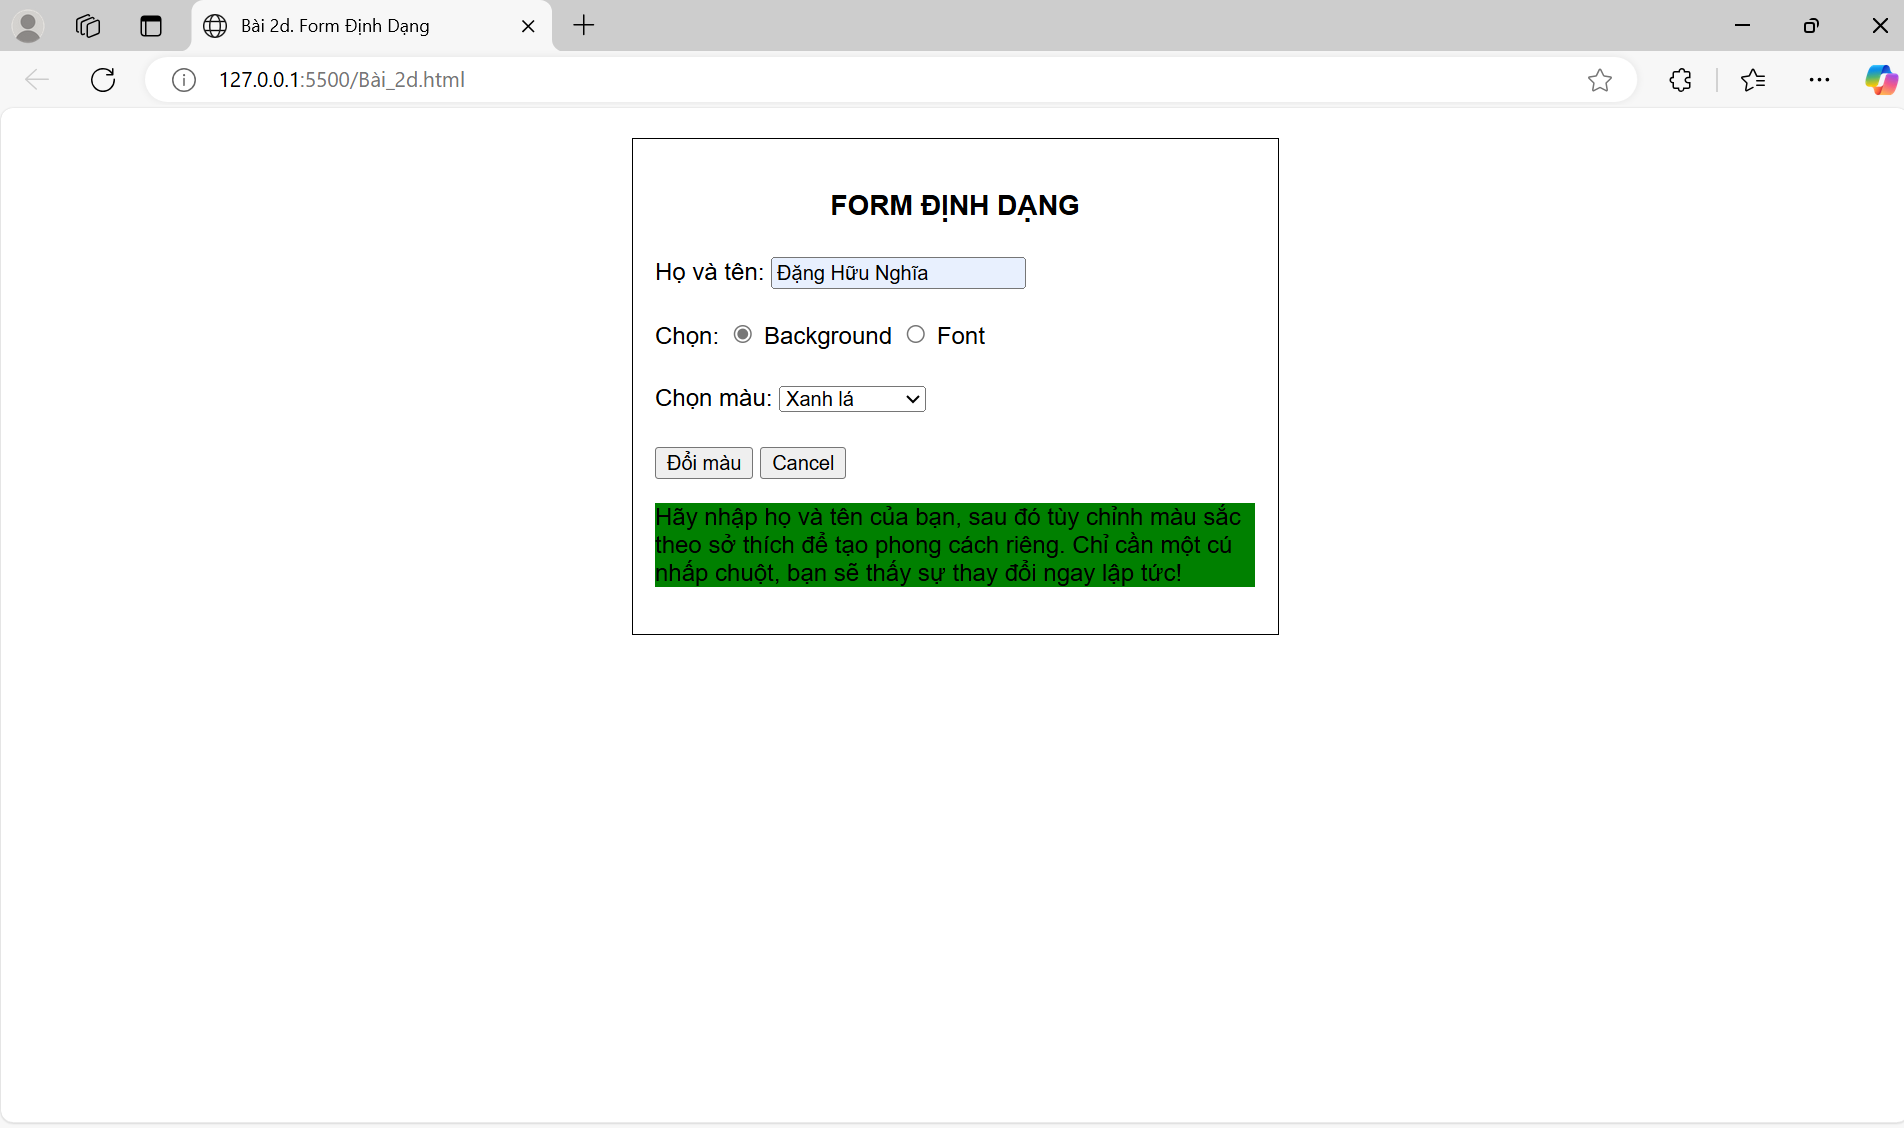 Bài 2d. Form Định Dạng
127.0.0.1:5500/Bài_2d.html
FORM ĐỊNH DẠNG
Họ và tên: Đặng Hữu Nghĩa
Chọn: Background Font
Chọn màu: Xanh lá
Đổi màu Cancel
Hãy nhập họ và tên của bạn, sau đó tùy chỉnh màu sắc
theo sở thích để tạo phong cách riêng. Chỉ cần một cú
nhấp chuột, bạn sẽ thấy sự thay đổi ngay lập tức!